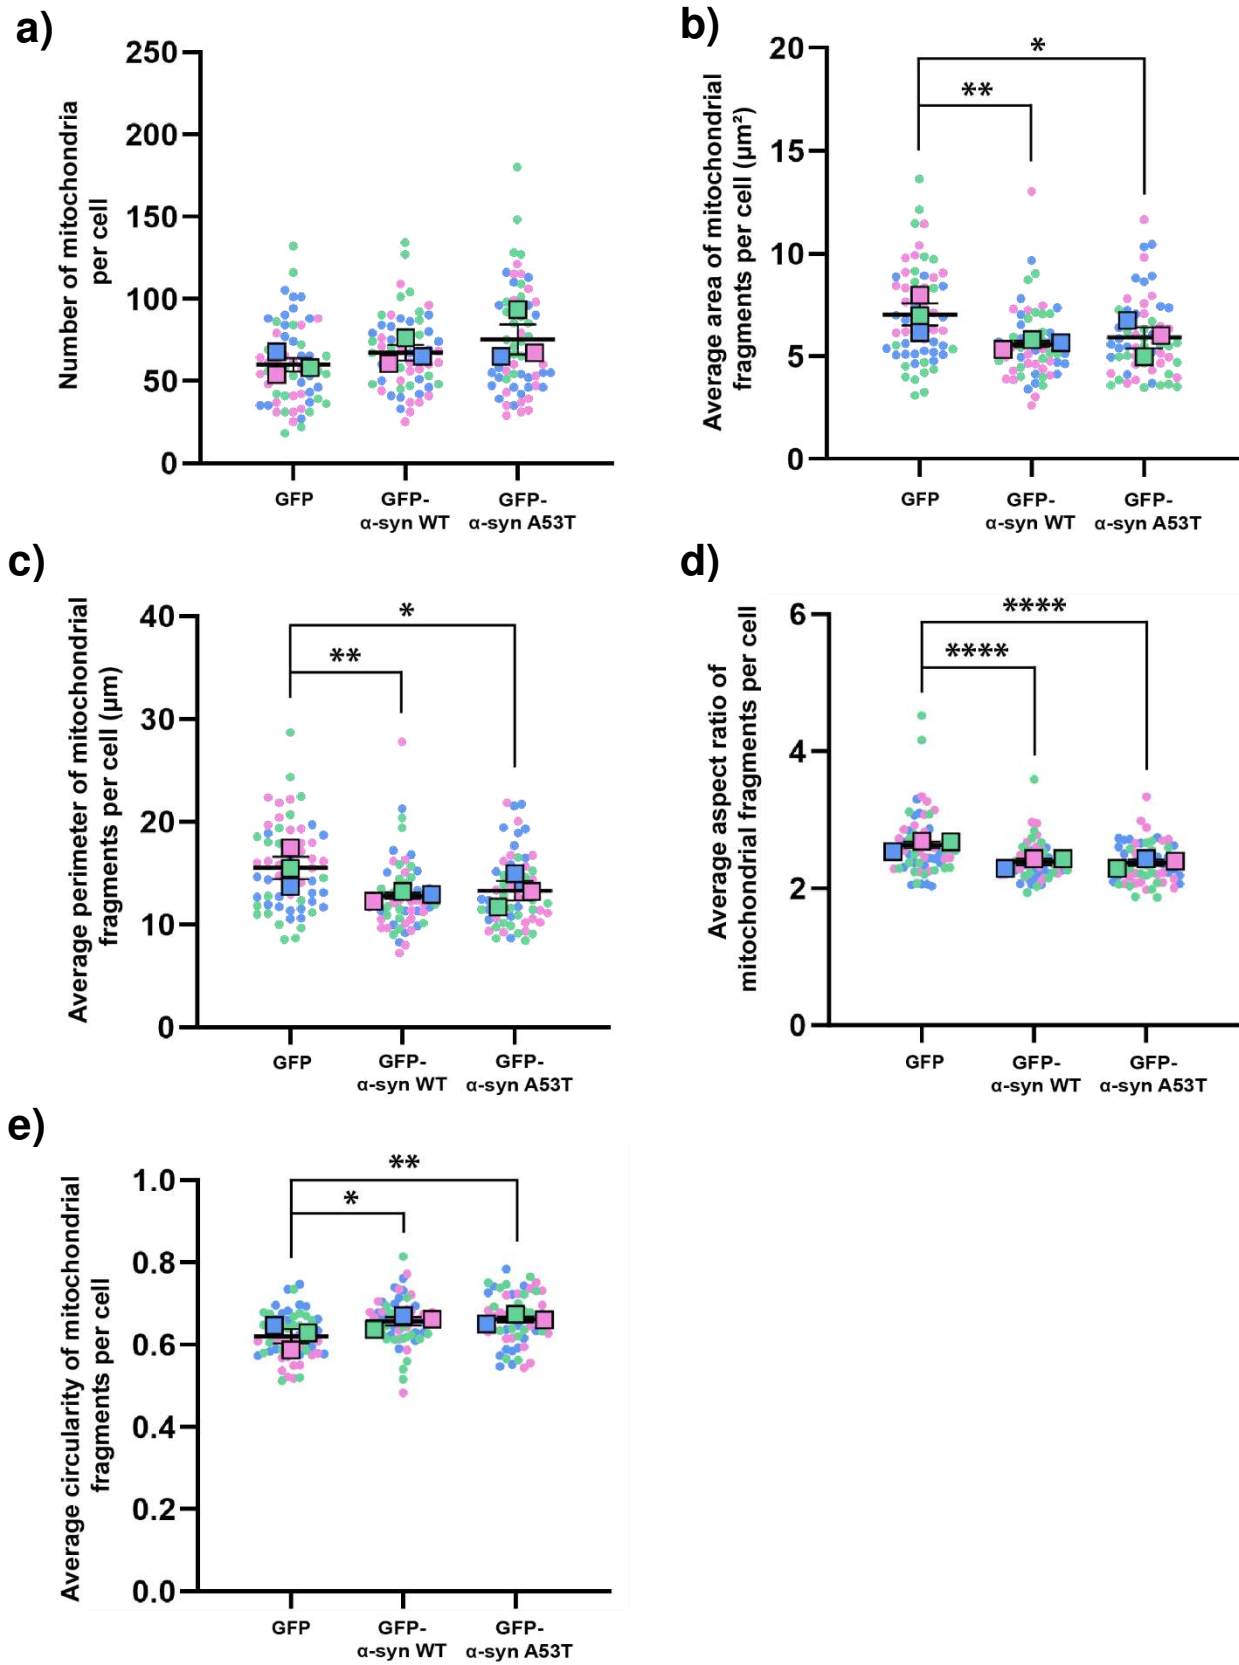 a)
Number of mitochondria
per cell
250
200
150
100
50
0
GFP
GFP-
α-syn WT
GFP-
α-syn A53T
b)
Average area of mitochondrial
fragments per cell (µm²)
20
15
10
5
0
*
**
GFP
GFP-
α-syn WT
GFP-
α-syn A53T
c)
Average perimeter of mitochondrial
fragments per cell (µm)
40
30
20
10
0
*
**
GFP
GFP-
α-syn WT
GFP-
α-syn A53T
d)
Average aspect ratio of
mitochondrial fragments per cell
6
4
2
0
****
****
GFP
GFP-
α-syn WT
GFP-
α-syn A53T
e)
Average circularity of mitochondrial
fragments per cell
1.0
0.8
0.6
0.4
0.2
0.0
**
*
GFP
GFP-
α-syn WT
GFP-
α-syn A53T